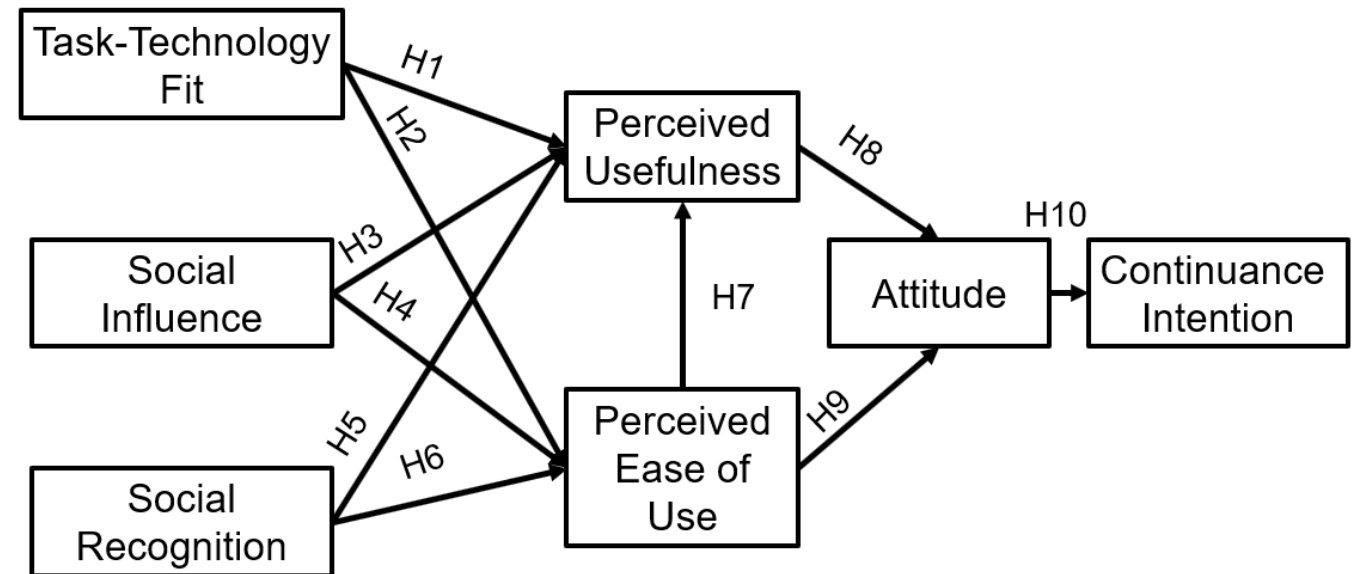 Task-Technology
Fit
H1
H2
Perceived
Usefulness
H8
Social
Influence
H3
H4
H7
Attitude
H10
Continuance
Intention
Social
Recognition
H5
H6
Perceived
Ease of
Use
H9